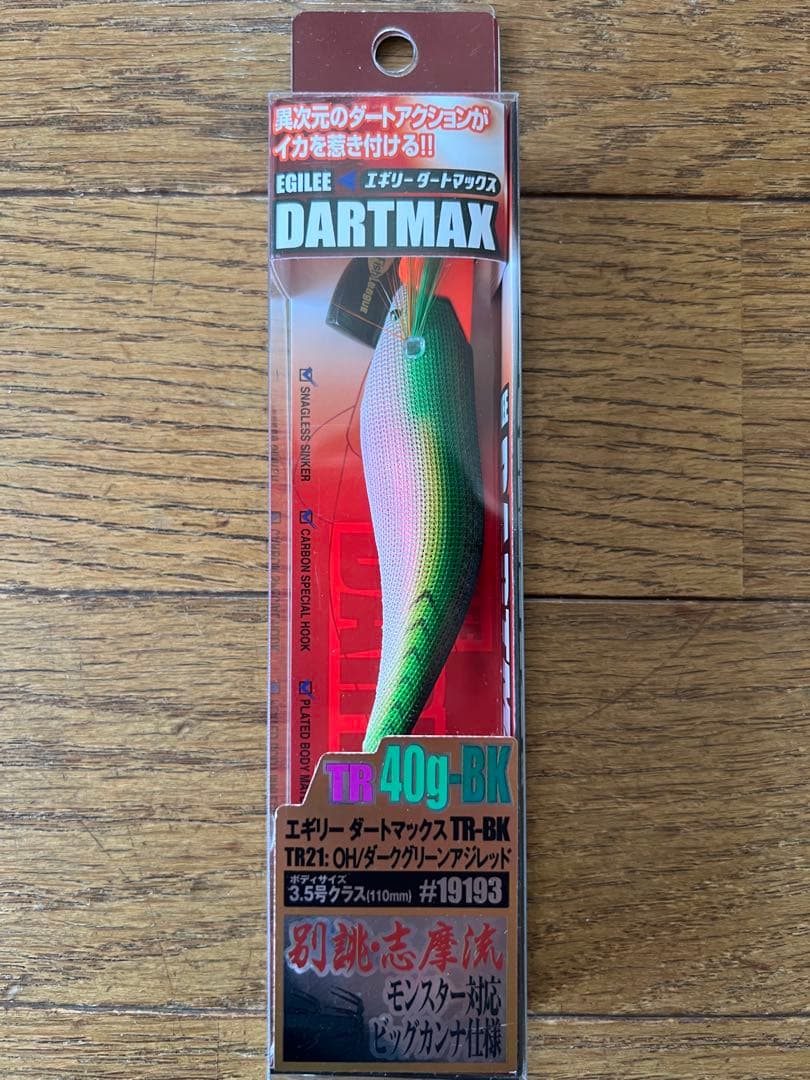 異次元のダートアクションが
イカを惹き付ける!!
EGILEE エギリーダートマックス
DARTMAX
League
SNAGLESS SINKER
CARBON SPECIAL HOOK
PLATED BODY
TR 40g-BK
エギリー ダートマックス TR-BK
TR21: OH/ダークグリーンアジレッド
ボディサイズ
3.5号クラス(110mm) #19193
別誂・志摩流
モンスター対応
ビッグカンナ仕様